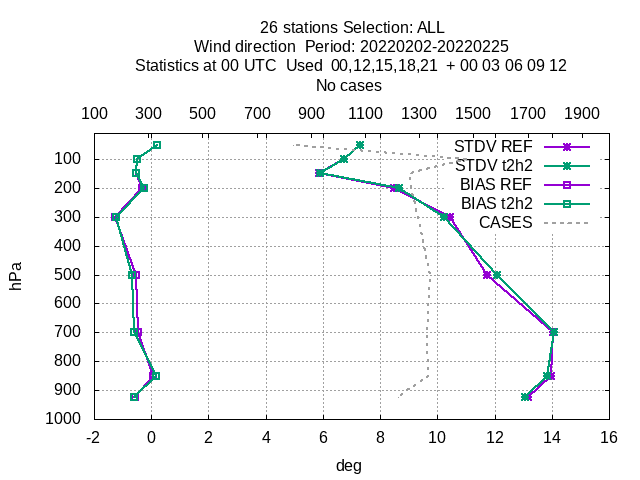 26 stations Selection: ALL
Wind direction  Period: 20220202-20220225
Statistics at 00 UTC  Used  00,12,15,18,21  + 00 03 06 09 12
No cases
100 300 500 700 900 1100 1300 1500 1700 1900
STDV REF
STDV t2h2
BIAS REF
BIAS t2h2
CASES
hPa
100
200
300
400
500
600
700
800
900
1000
-2 0 2 4 6 8 10 12 14 16
deg